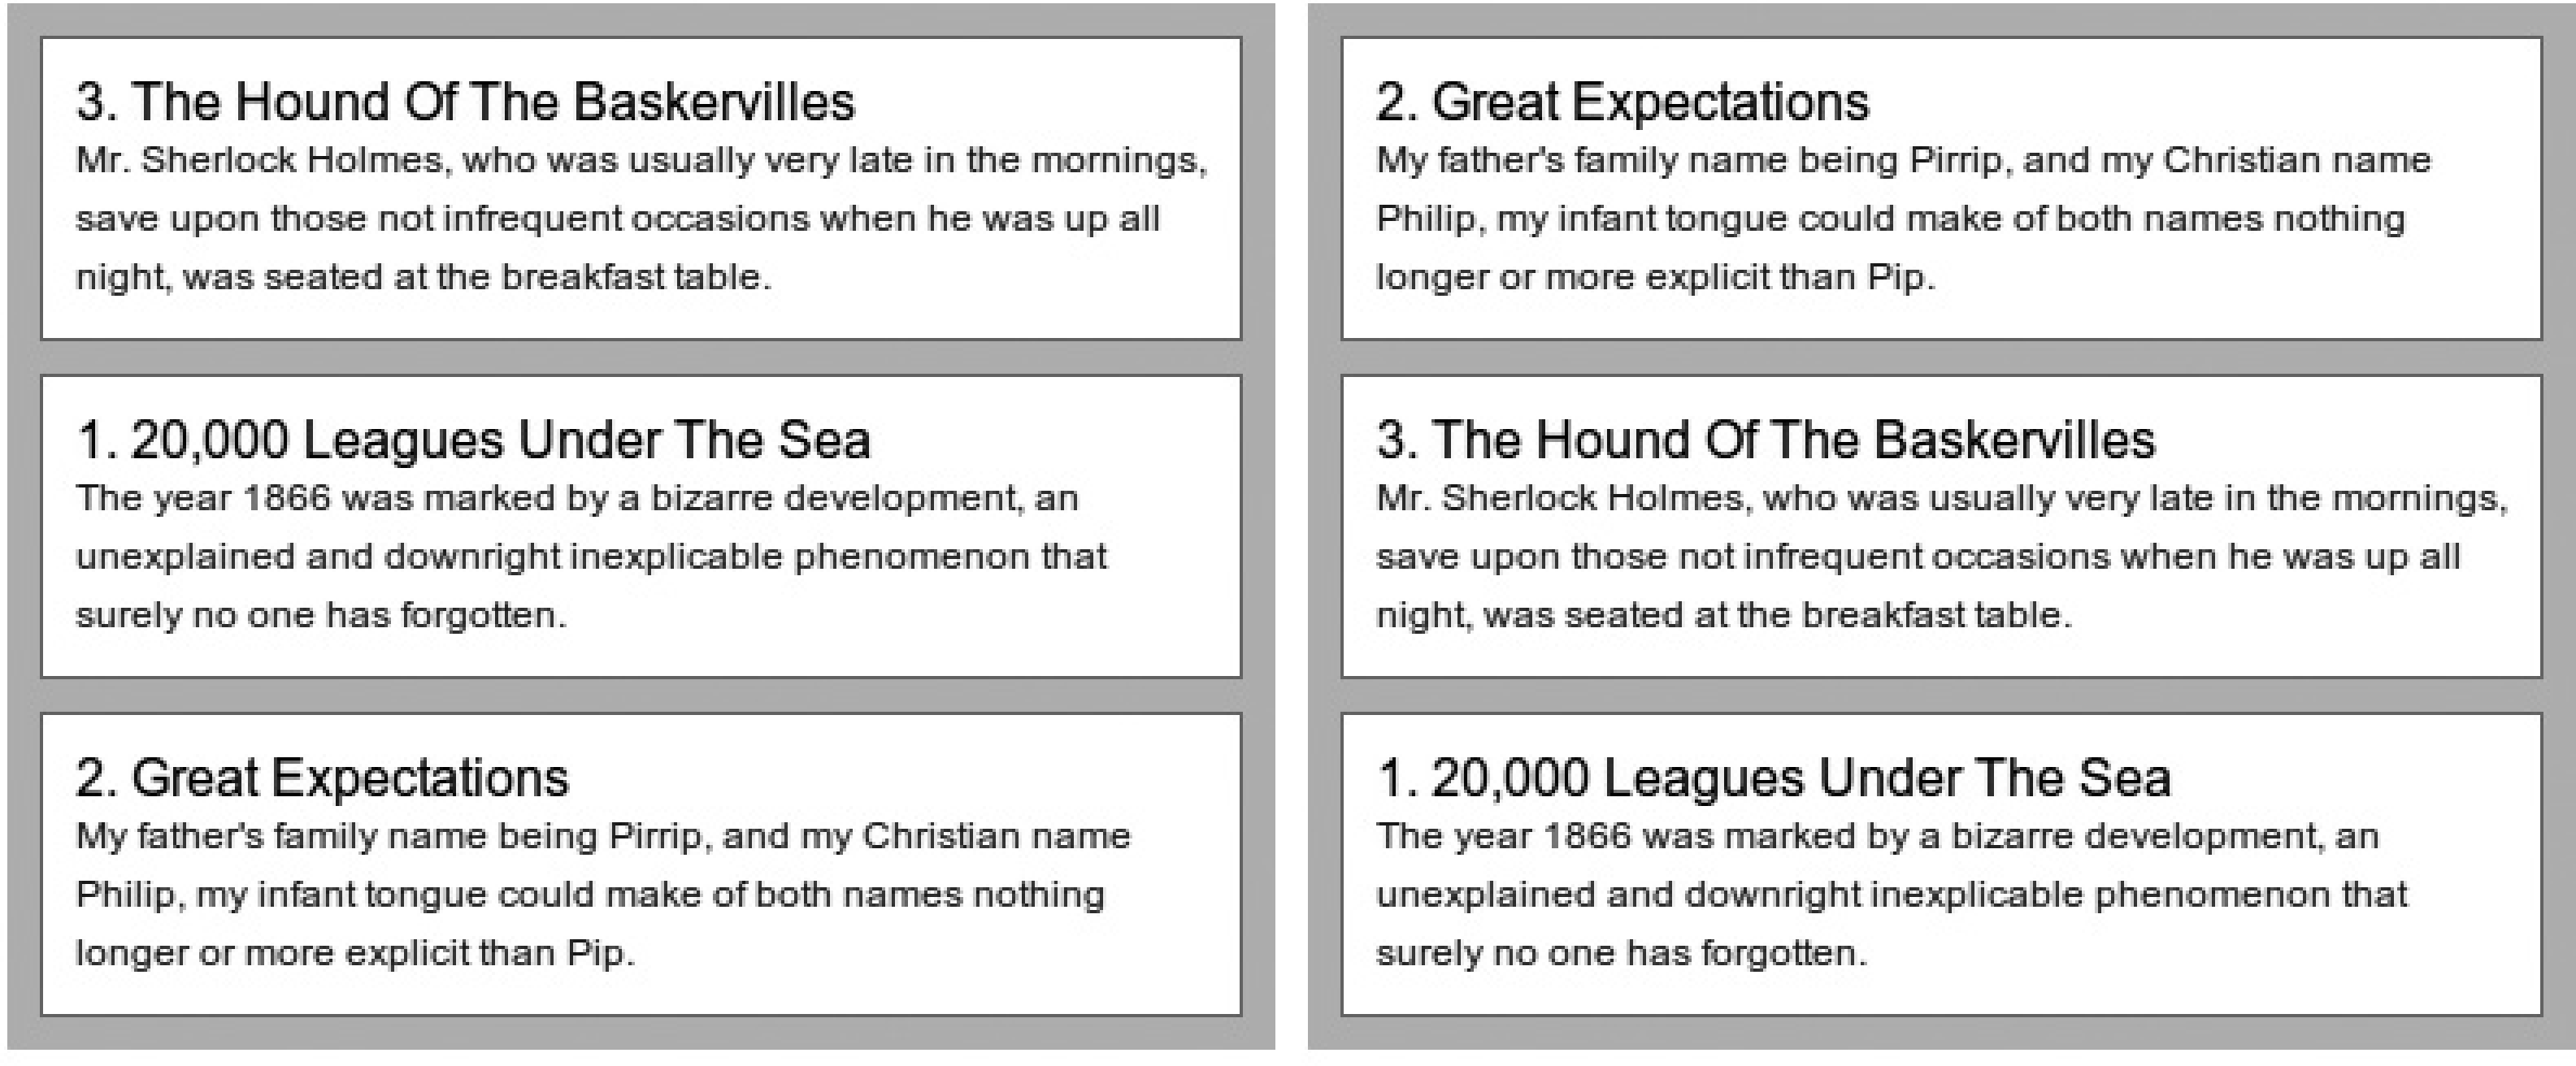 3. The Hound Of The Baskervilles
Mr. Sherlock Holmes, who was usually very late in the mornings,
save upon those not infrequent occasions when he was up all
night, was seated at the breakfast table.
1. 20,000 Leagues Under The Sea
The year 1866 was marked by a bizarre development, an
unexplained and downright inexplicable phenomenon that
surely no one has forgotten.
2. Great Expectations
My father's family name being Pirrip, and my Christian name
Philip, my infant tongue could make of both names nothing
longer or more explicit than Pip.
2. Great Expectations
My father's family name being Pirrip, and my Christian name
Philip, my infant tongue could make of both names nothing
longer or more explicit than Pip.
3. The Hound Of The Baskervilles
Mr. Sherlock Holmes, who was usually very late in the mornings,
save upon those not infrequent occasions when he was up all
night, was seated at the breakfast table.
1. 20,000 Leagues Under The Sea
The year 1866 was marked by a bizarre development, an
unexplained and downright inexplicable phenomenon that
surely no one has forgotten.